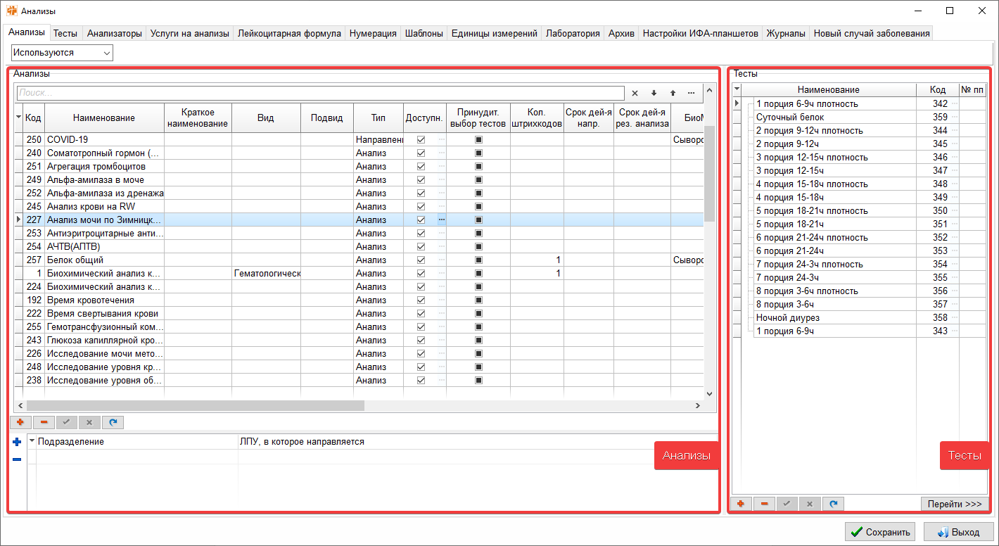 Анализы
Анализы Тесты Анализаторы Услуги на анализы Лейкоцитарная формула Нумерация Шаблоны Единицы измерений Лаборатория Архив Настройки ИФА-планшетов Журналы Новый случай заболевания
Используются
Анализы
Поиск...
Код Наименование Краткое наименование Вид Подвид Тип Доступн. Принудит. выбор тестов Кол. штрихкодов Срок дей-я напр. Срок дей-я рез. анализа БиоМ
250 COVID-19 Направлени Сыворо
240 Соматотропный гормон (... Анализ
251 Агрегация тромбоцитов Анализ
249 Альфа-амилаза в моче Анализ
252 Альфа-амилаза из дренажа Анализ
245 Анализ крови на RW Анализ
227 Анализ мочи по Зимницк... Анализ ...
253 Антиэритроцитарные анти... Анализ
254 АЧТВ(АПТВ) Анализ
257 Белок общий Анализ 1 Сыворо
1 Биохимический анализ к... Гематологическ Анализ 1
224 Биохимический анализ к... Анализ
192 Время кровотечения Анализ
222 Время свертывания крови Анализ
255 Гемотрансфузионный ком... Анализ
243 Глюкоза капиллярной кро... Анализ
226 Исследование мочи мето... Анализ
248 Исследование уровня кр... Анализ
238 Исследование уровня об... Анализ
Подразделение ЛПУ, в которое направляется
Анализы
Тесты
Наименование Код № пп
1 порция 6-9ч плотность 342
Суточный белок 359
2 порция 9-12ч плотность 344
2 порция 9-12ч 345
3 порция 12-15ч плотность 346
3 порция 12-15ч 347
4 порция 15-18ч плотность 348
4 порция 15-18ч 349
5 порция 18-21ч плотность 350
5 порция 18-21ч 351
6 порция 21-24ч плотность 352
6 порция 21-24ч 353
7 порция 24-3ч плотность 354
7 порция 24-3ч 355
8 порция 3-6ч плотность 356
8 порция 3-6ч 357
Ночной диурез 358
1 порция 6-9ч 343
Тесты
Перейти >>>
Сохранить Выход